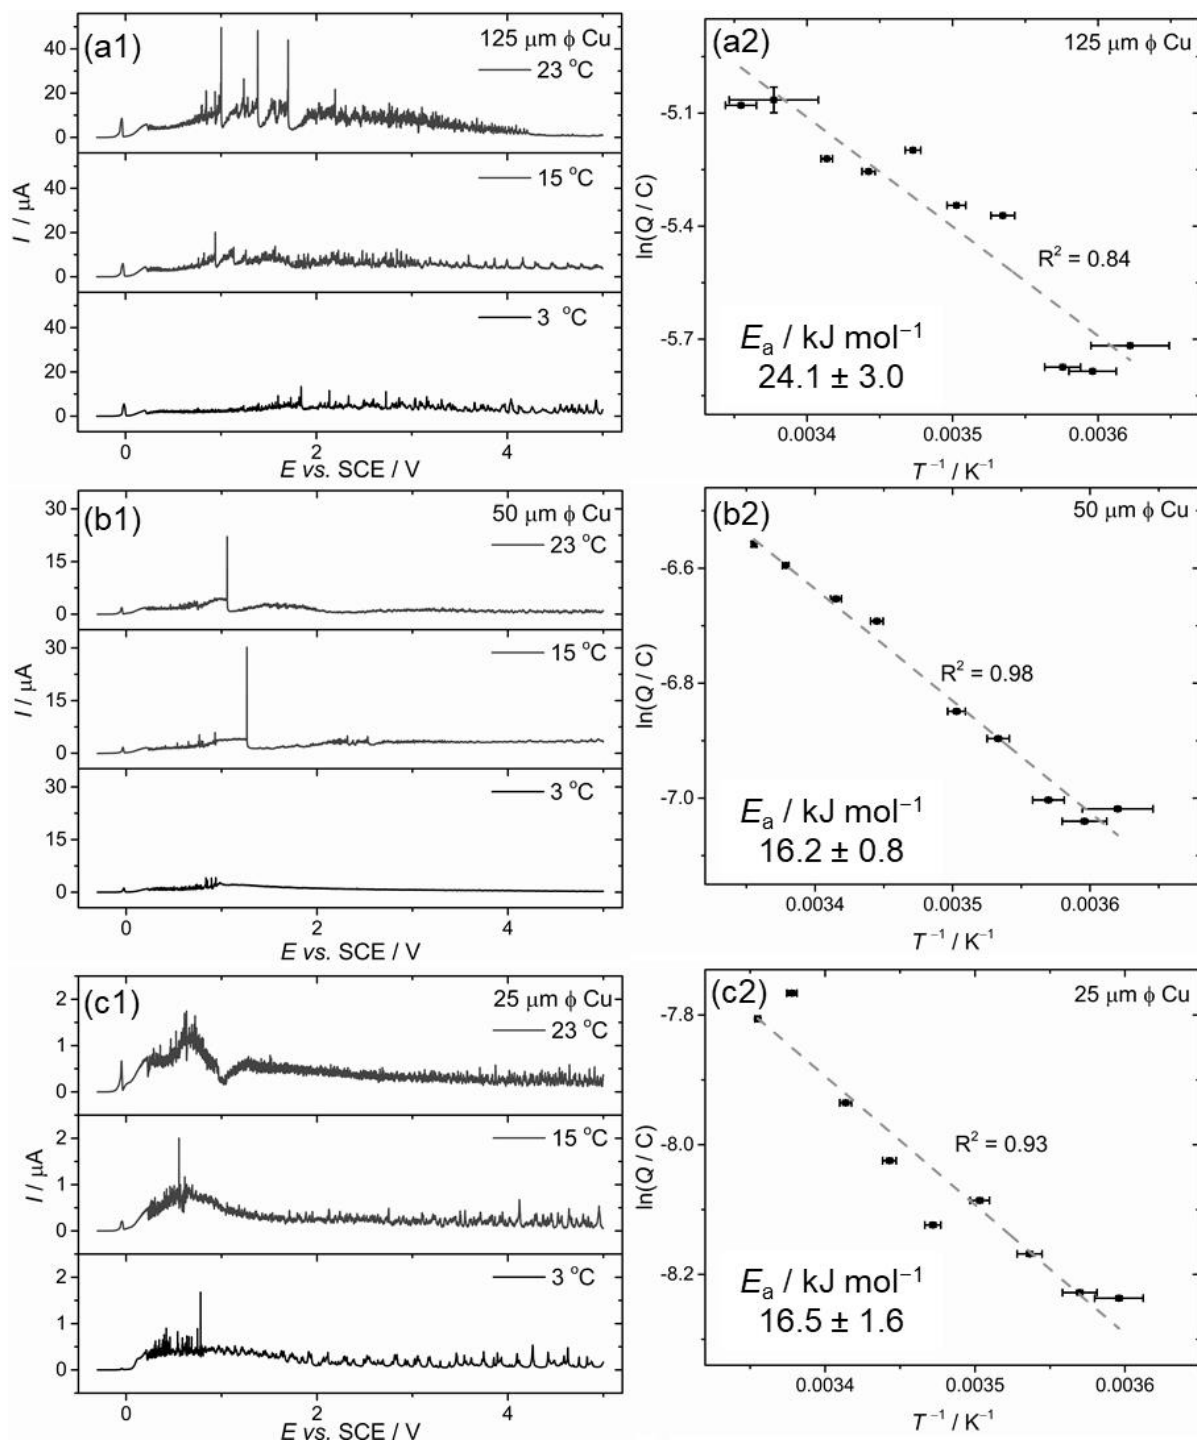 (a1)
125 μm ϕ Cu
23 °C
40
20
0
15 °C
40
20
0
3 °C
40
20
0
I / μA
0 2 4
E vs. SCE / V
(a2)
125 μm ϕ Cu
-5.1
-5.4
-5.7
ln(Q / C)
R² = 0.84
Ea / kJ mol⁻¹
24.1 ± 3.0
0.0034 0.0035 0.0036
T⁻¹ / K⁻¹
(b1)
50 μm ϕ Cu
23 °C
30
15
0
15 °C
30
15
0
3 °C
30
15
0
I / μA
0 2 4
E vs. SCE / V
(b2)
50 μm ϕ Cu
-6.6
-6.8
-7.0
ln(Q / C)
R² = 0.98
Ea / kJ mol⁻¹
16.2 ± 0.8
0.0034 0.0035 0.0036
T⁻¹ / K⁻¹
(c1)
25 μm ϕ Cu
23 °C
2
1
0
15 °C
2
1
0
3 °C
2
1
0
I / μA
0 2 4
E vs. SCE / V
(c2)
25 μm ϕ Cu
-7.8
-8.0
-8.2
ln(Q / C)
R² = 0.93
Ea / kJ mol⁻¹
16.5 ± 1.6
0.0034 0.0035 0.0036
T⁻¹ / K⁻¹